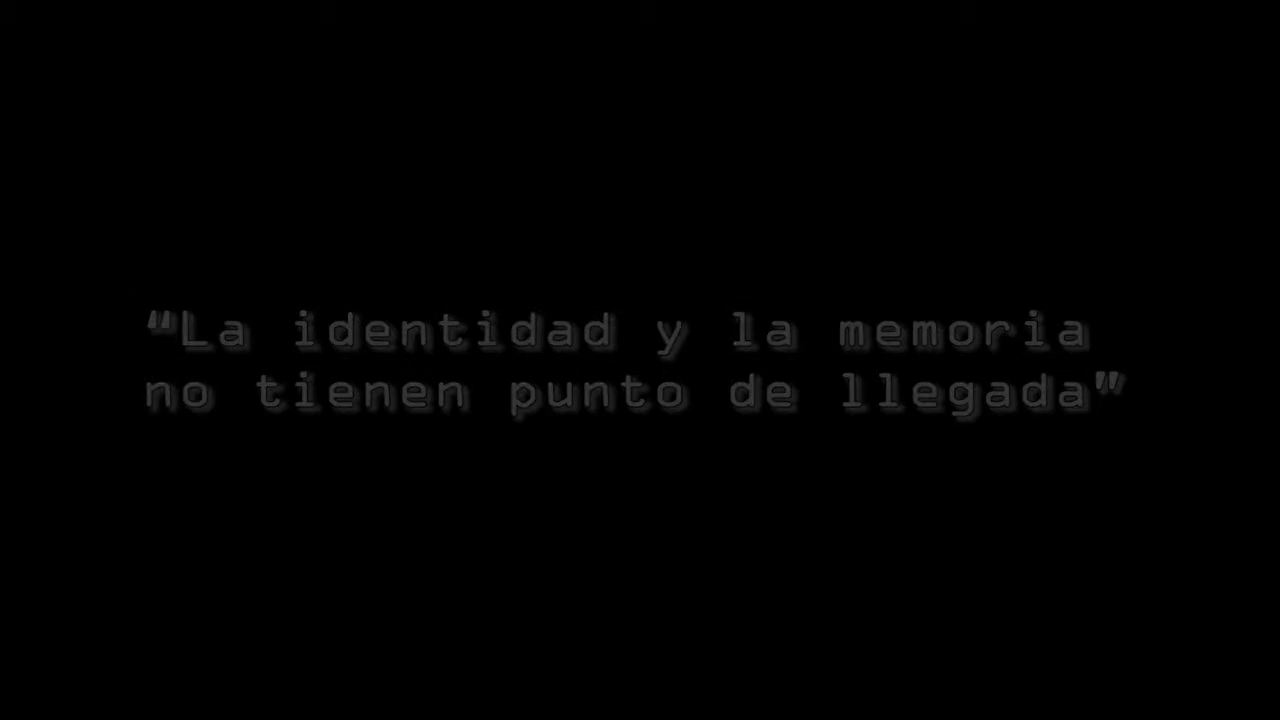 “La identidad y la memoria
no tienen punto de llegada”